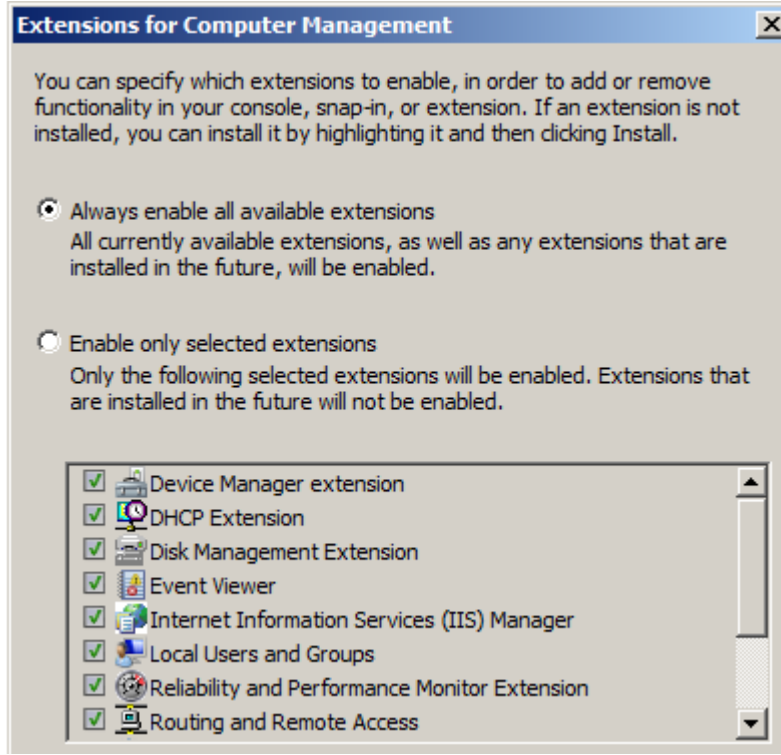 Extensions for Computer Management
You can specify which extensions to enable, in order to add or remove
functionality in your console, snap-in, or extension. If an extension is not
installed, you can install it by highlighting it and then clicking Install.
Always enable all available extensions
All currently available extensions, as well as any extensions that are
installed in the future, will be enabled.
Enable only selected extensions
Only the following selected extensions will be enabled. Extensions that
are installed in the future will not be enabled.
Device Manager extension
DHCP Extension
Disk Management Extension
Event Viewer
Internet Information Services (IIS) Manager
Local Users and Groups
Reliability and Performance Monitor Extension
Routing and Remote Access